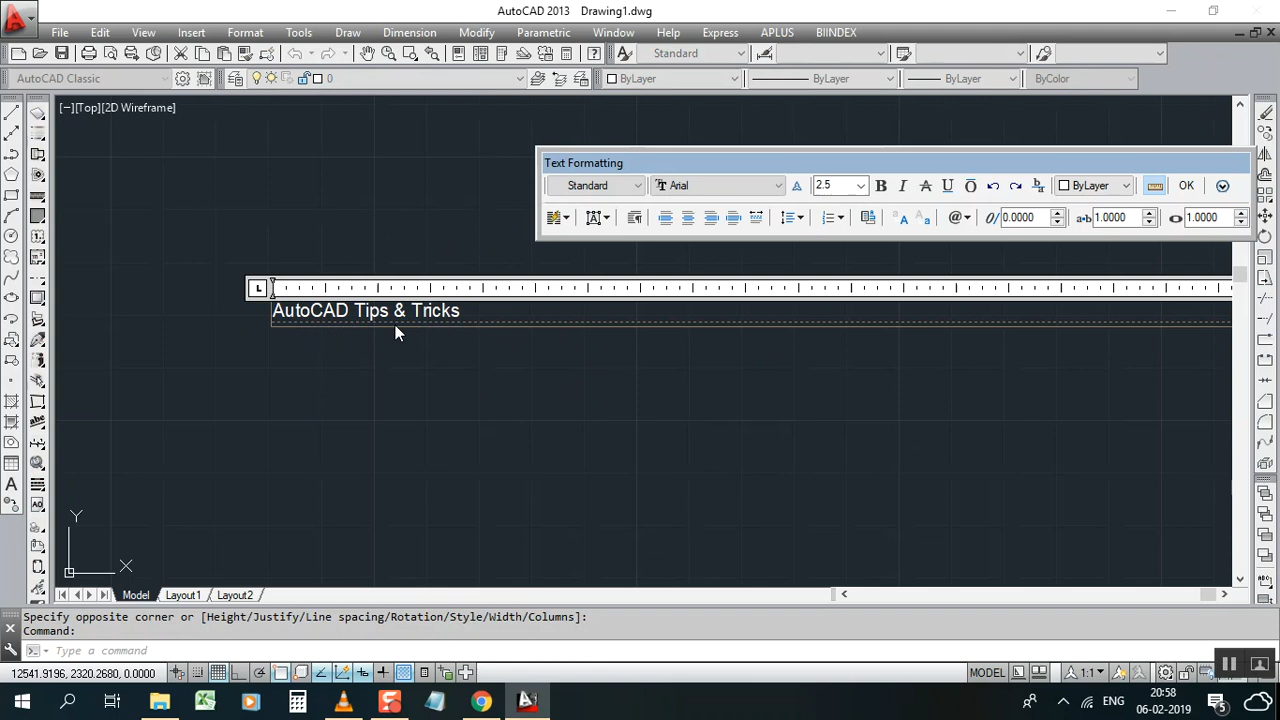 AutoCAD 2013 Drawing1.dwg
File Edit View Insert Format Tools Draw Dimension Modify Parametric Window Help Express APLUS BIINDEX
Standard
AutoCAD Classic 0 ByLayer ByLayer ByLayer ByColor
[−][Top][2D Wireframe]
Text Formatting
Standard Arial 2.5 B I A U O ByLayer OK
@ 0/ 0.0000 a•b 1.0000 1.0000
L
AutoCAD Tips & Tricks
Y
X
Model Layout1 Layout2
Specify opposite corner or [Height/Justify/Line spacing/Rotation/Style/Width/Columns]:
Command:
Type a command
12541.9196, 2320.2680, 0.0000 MODEL 1:1
ENG 20:58
06-02-2019 5